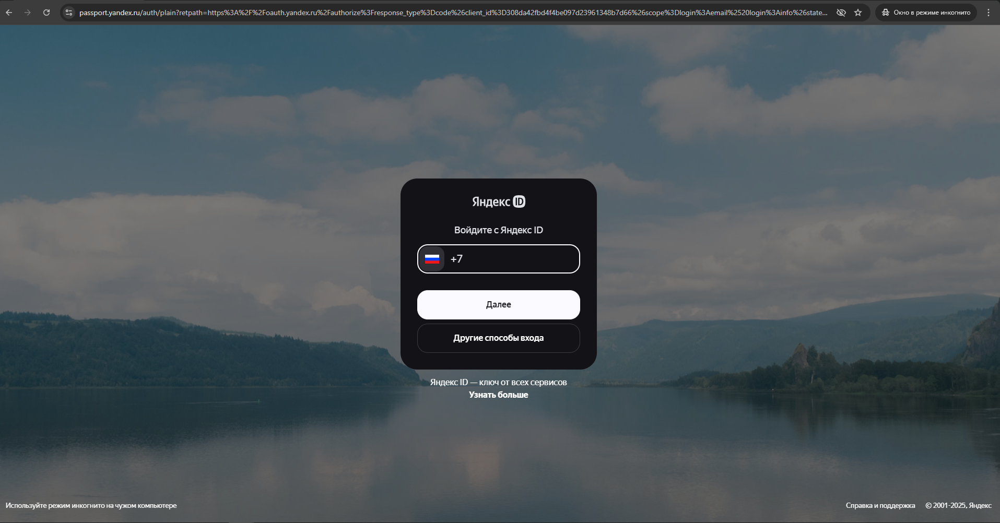 passport.yandex.ru/auth/plain?retpath=https%3A%2F%2Foauth.yandex.ru%2Fauthorize%3Fresponse_type%3Dcode%26client_id%3D308da42fbd4f4be097d23961348b7d66%26scope%3Dlogin%3Aemail%2520login%3Ainfo%26state...
Окно в режиме инкогнито
Яндекс ID
Войдите с Яндекс ID
+7
Далее
Другие способы входа
Яндекс ID — ключ от всех сервисов
Узнать больше
Используйте режим инкогнито на чужом компьютере
Справка и поддержка
© 2001-2025, Яндекс